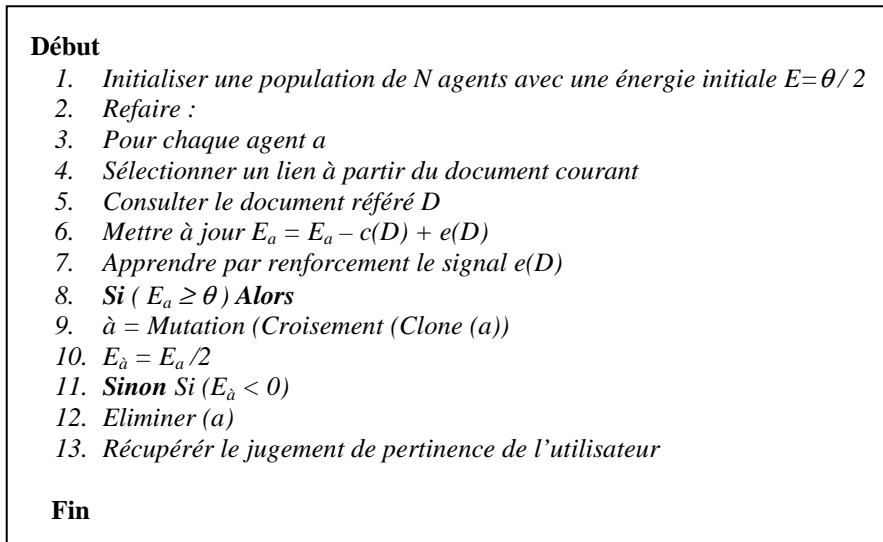 Début
1. Initialiser une population de N agents avec une énergie initiale E=θ/ 2
2. Refaire :
3. Pour chaque agent a
4. Sélectionner un lien à partir du document courant
5. Consulter le document référé D
6. Mettre à jour Ea = Ea – c(D) + e(D)
7. Apprendre par renforcement le signal e(D)
8. Si ( Ea ≥ θ ) Alors
9. à = Mutation (Croisement (Clone (a))
10. Eà = Ea /2
11. Sinon Si (Eà < 0)
12. Eliminer (a)
13. Récupérér le jugement de pertinence de l’utilisateur
Fin